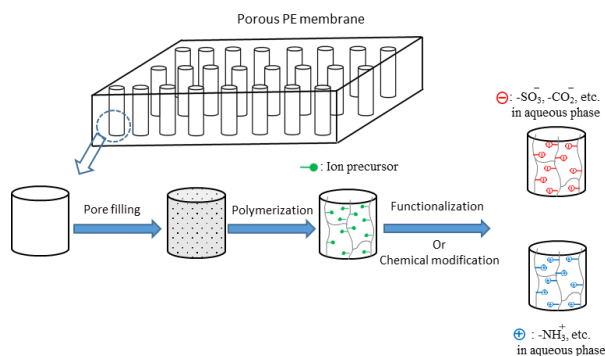 Porous PE membrane
⊖: -SO₃⁻, -CO₂⁻, etc.
in aqueous phase
: Ion precursor
Pore filling
Polymerization
Functionalization
Or
Chemical modification
⊕ : -NH₃⁺, etc.
in aqueous phase